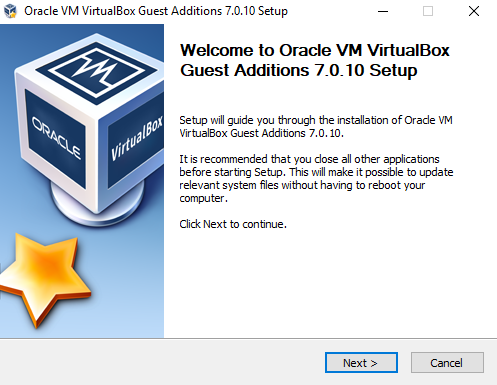 Oracle VM VirtualBox Guest Additions 7.0.10 Setup
Welcome to Oracle VM VirtualBox
Guest Additions 7.0.10 Setup
ORACLE
VirtualBox
Setup will guide you through the installation of Oracle VM
VirtualBox Guest Additions 7.0.10.
It is recommended that you close all other applications
before starting Setup. This will make it possible to update
relevant system files without having to reboot your
computer.
Click Next to continue.
Next >
Cancel